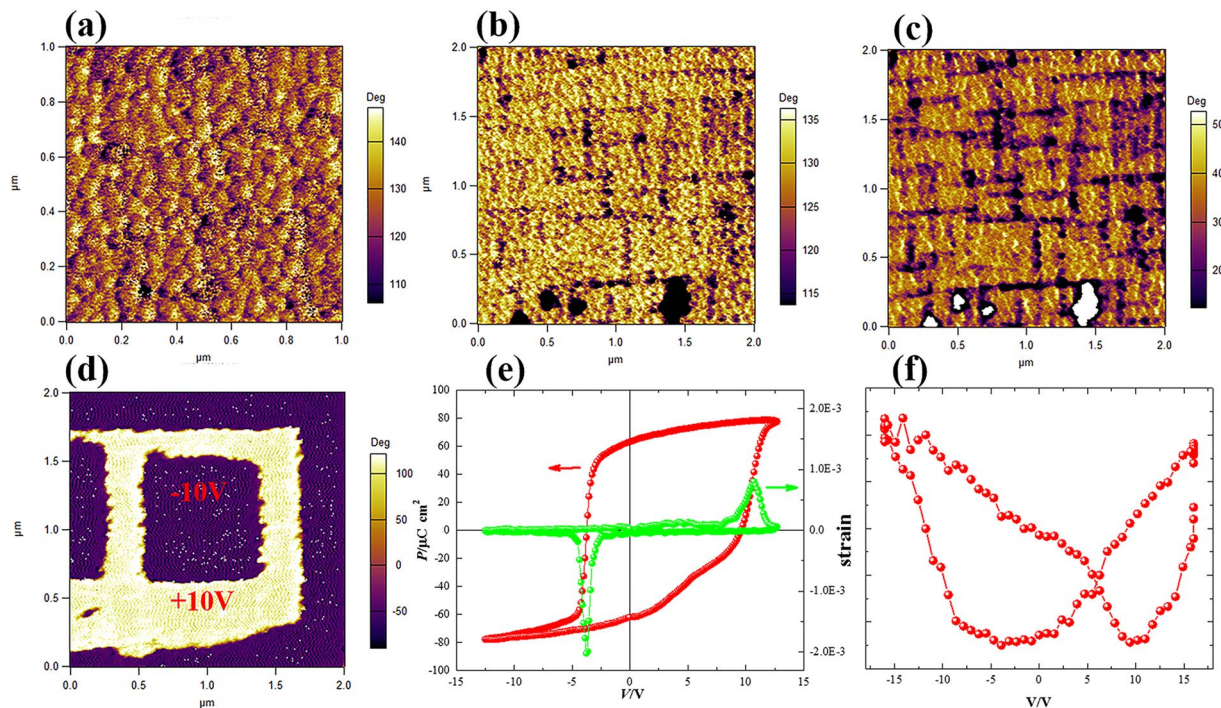 (a)
1.0
0.8
0.6
0.4
0.2
0.0
µm
0.0 0.2 0.4 0.6 0.8 1.0
µm
Deg
140
130
120
110
(b)
2.0
1.5
1.0
0.5
0.0
µm
0.0 0.5 1.0 1.5 2.0
µm
Deg
135
130
125
120
115
(c)
2.0
1.5
1.0
0.5
0.0
µm
0.0 0.5 1.0 1.5 2.0
µm
Deg
50
40
30
20
(d)
2.0
1.5
1.0
0.5
0.0
µm
-10V
+10V
0.0 0.5 1.0 1.5 2.0
µm
Deg
100
50
0
-50
(e)
100
80
60
40
20
0
-20
-40
-60
-80
-100
P/µC cm²
2.0E-3
1.0E-3
0.0
-1.0E-3
-2.0E-3
-15 -10 -5 0 5 10 15
V/V
(f)
strain
-15 -10 -5 0 5 10 15
V/V